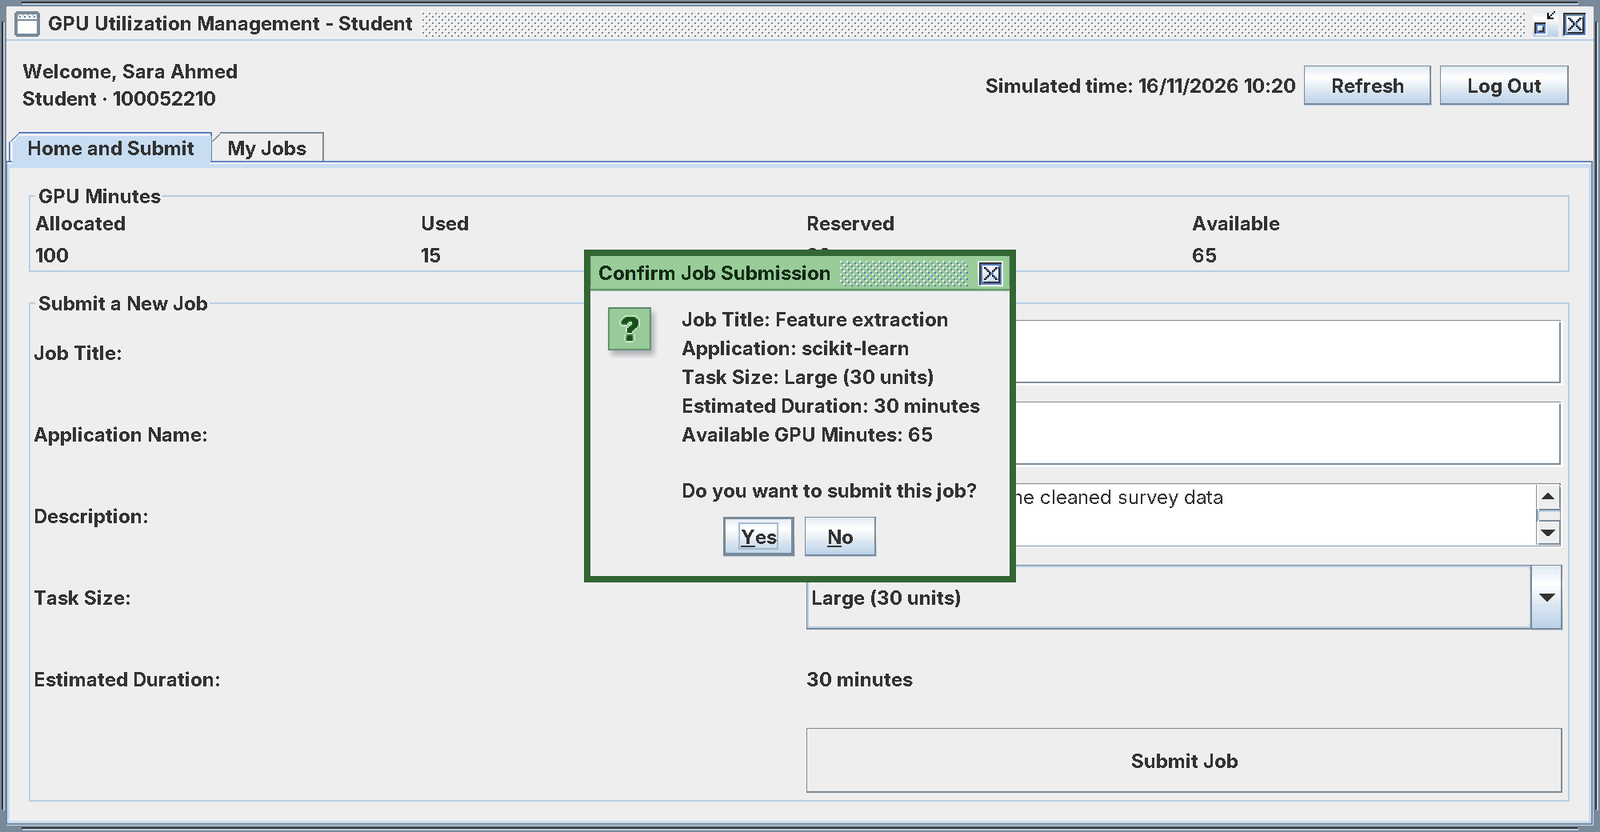 GPU Utilization Management - Student
Welcome, Sara Ahmed
Student · 100052210
Simulated time: 16/11/2026 10:20
Refresh
Log Out
Home and Submit
My Jobs
GPU Minutes
Allocated
Used
Reserved
Available
100
15
65
Submit a New Job
Job Title:
Application Name:
Description:
cleaned survey data
Task Size:
Large (30 units)
Estimated Duration:
30 minutes
Submit Job
Confirm Job Submission
?
Job Title: Feature extraction
Application: scikit-learn
Task Size: Large (30 units)
Estimated Duration: 30 minutes
Available GPU Minutes: 65
Do you want to submit this job?
Yes
No